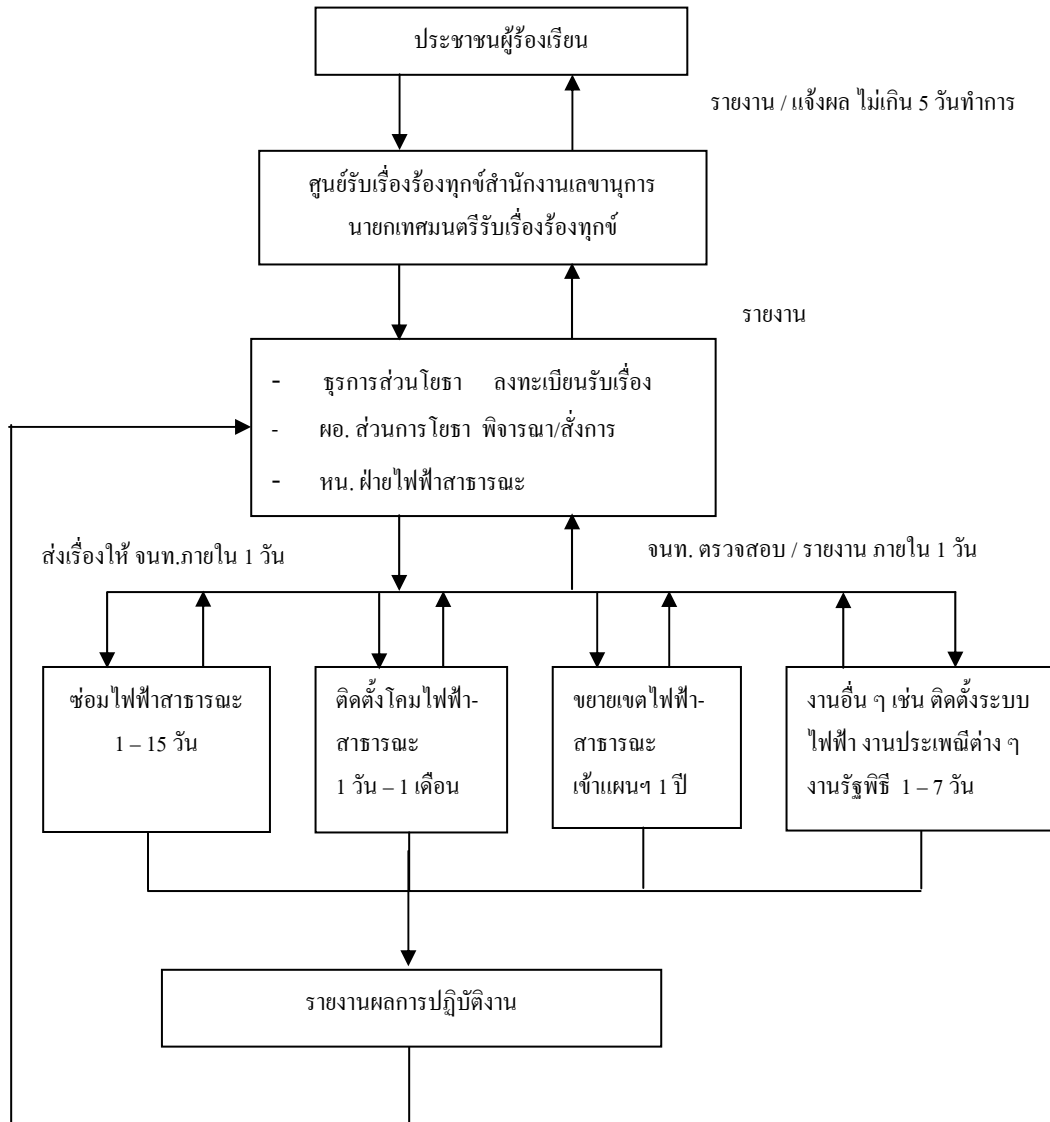 ประชาชนผู้ร้องเรียน
รายงาน / แจ้งผล ไม่เกิน 5 วันทำการ
ศูนย์รับเรื่องร้องทุกข์สำนักงานเลขานุการ
นายกเทศมนตรีรับเรื่องร้องทุกข์
รายงาน
- ธุรการส่วนโยธา ลงทะเบียนรับเรื่อง
- ผอ. ส่วนการโยธา พิจารณา/สั่งการ
- หน. ฝ่ายไฟฟ้าสาธารณะ
ส่งเรื่องให้ จนท.ภายใน 1 วัน
จนท. ตรวจสอบ / รายงาน ภายใน 1 วัน
ซ่อมไฟฟ้าสาธารณะ
1 – 15 วัน
ติดตั้งโคมไฟฟ้า-
สาธารณะ
1 วัน – 1 เดือน
ขยายเขตไฟฟ้า-
สาธารณะ
เข้าแผนฯ 1 ปี
งานอื่น ๆ เช่น ติดตั้งระบบ
ไฟฟ้า งานประเพณีต่าง ๆ
งานรัฐพิธี 1 – 7 วัน
รายงานผลการปฏิบัติงาน